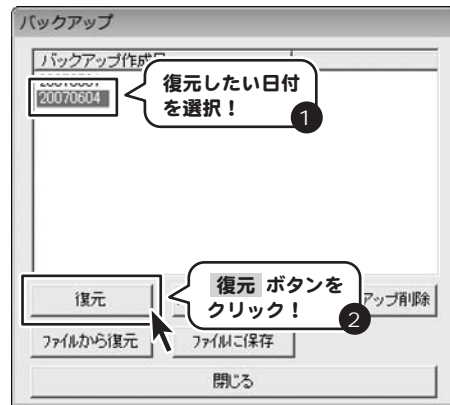 バックアップ
バックアップ作成
復元したい日付
を選択！
1
20070604
復元
復元 ボタンを
クリック！
2
アップ削除
ファイルから復元
ファイルに保存
閉じる